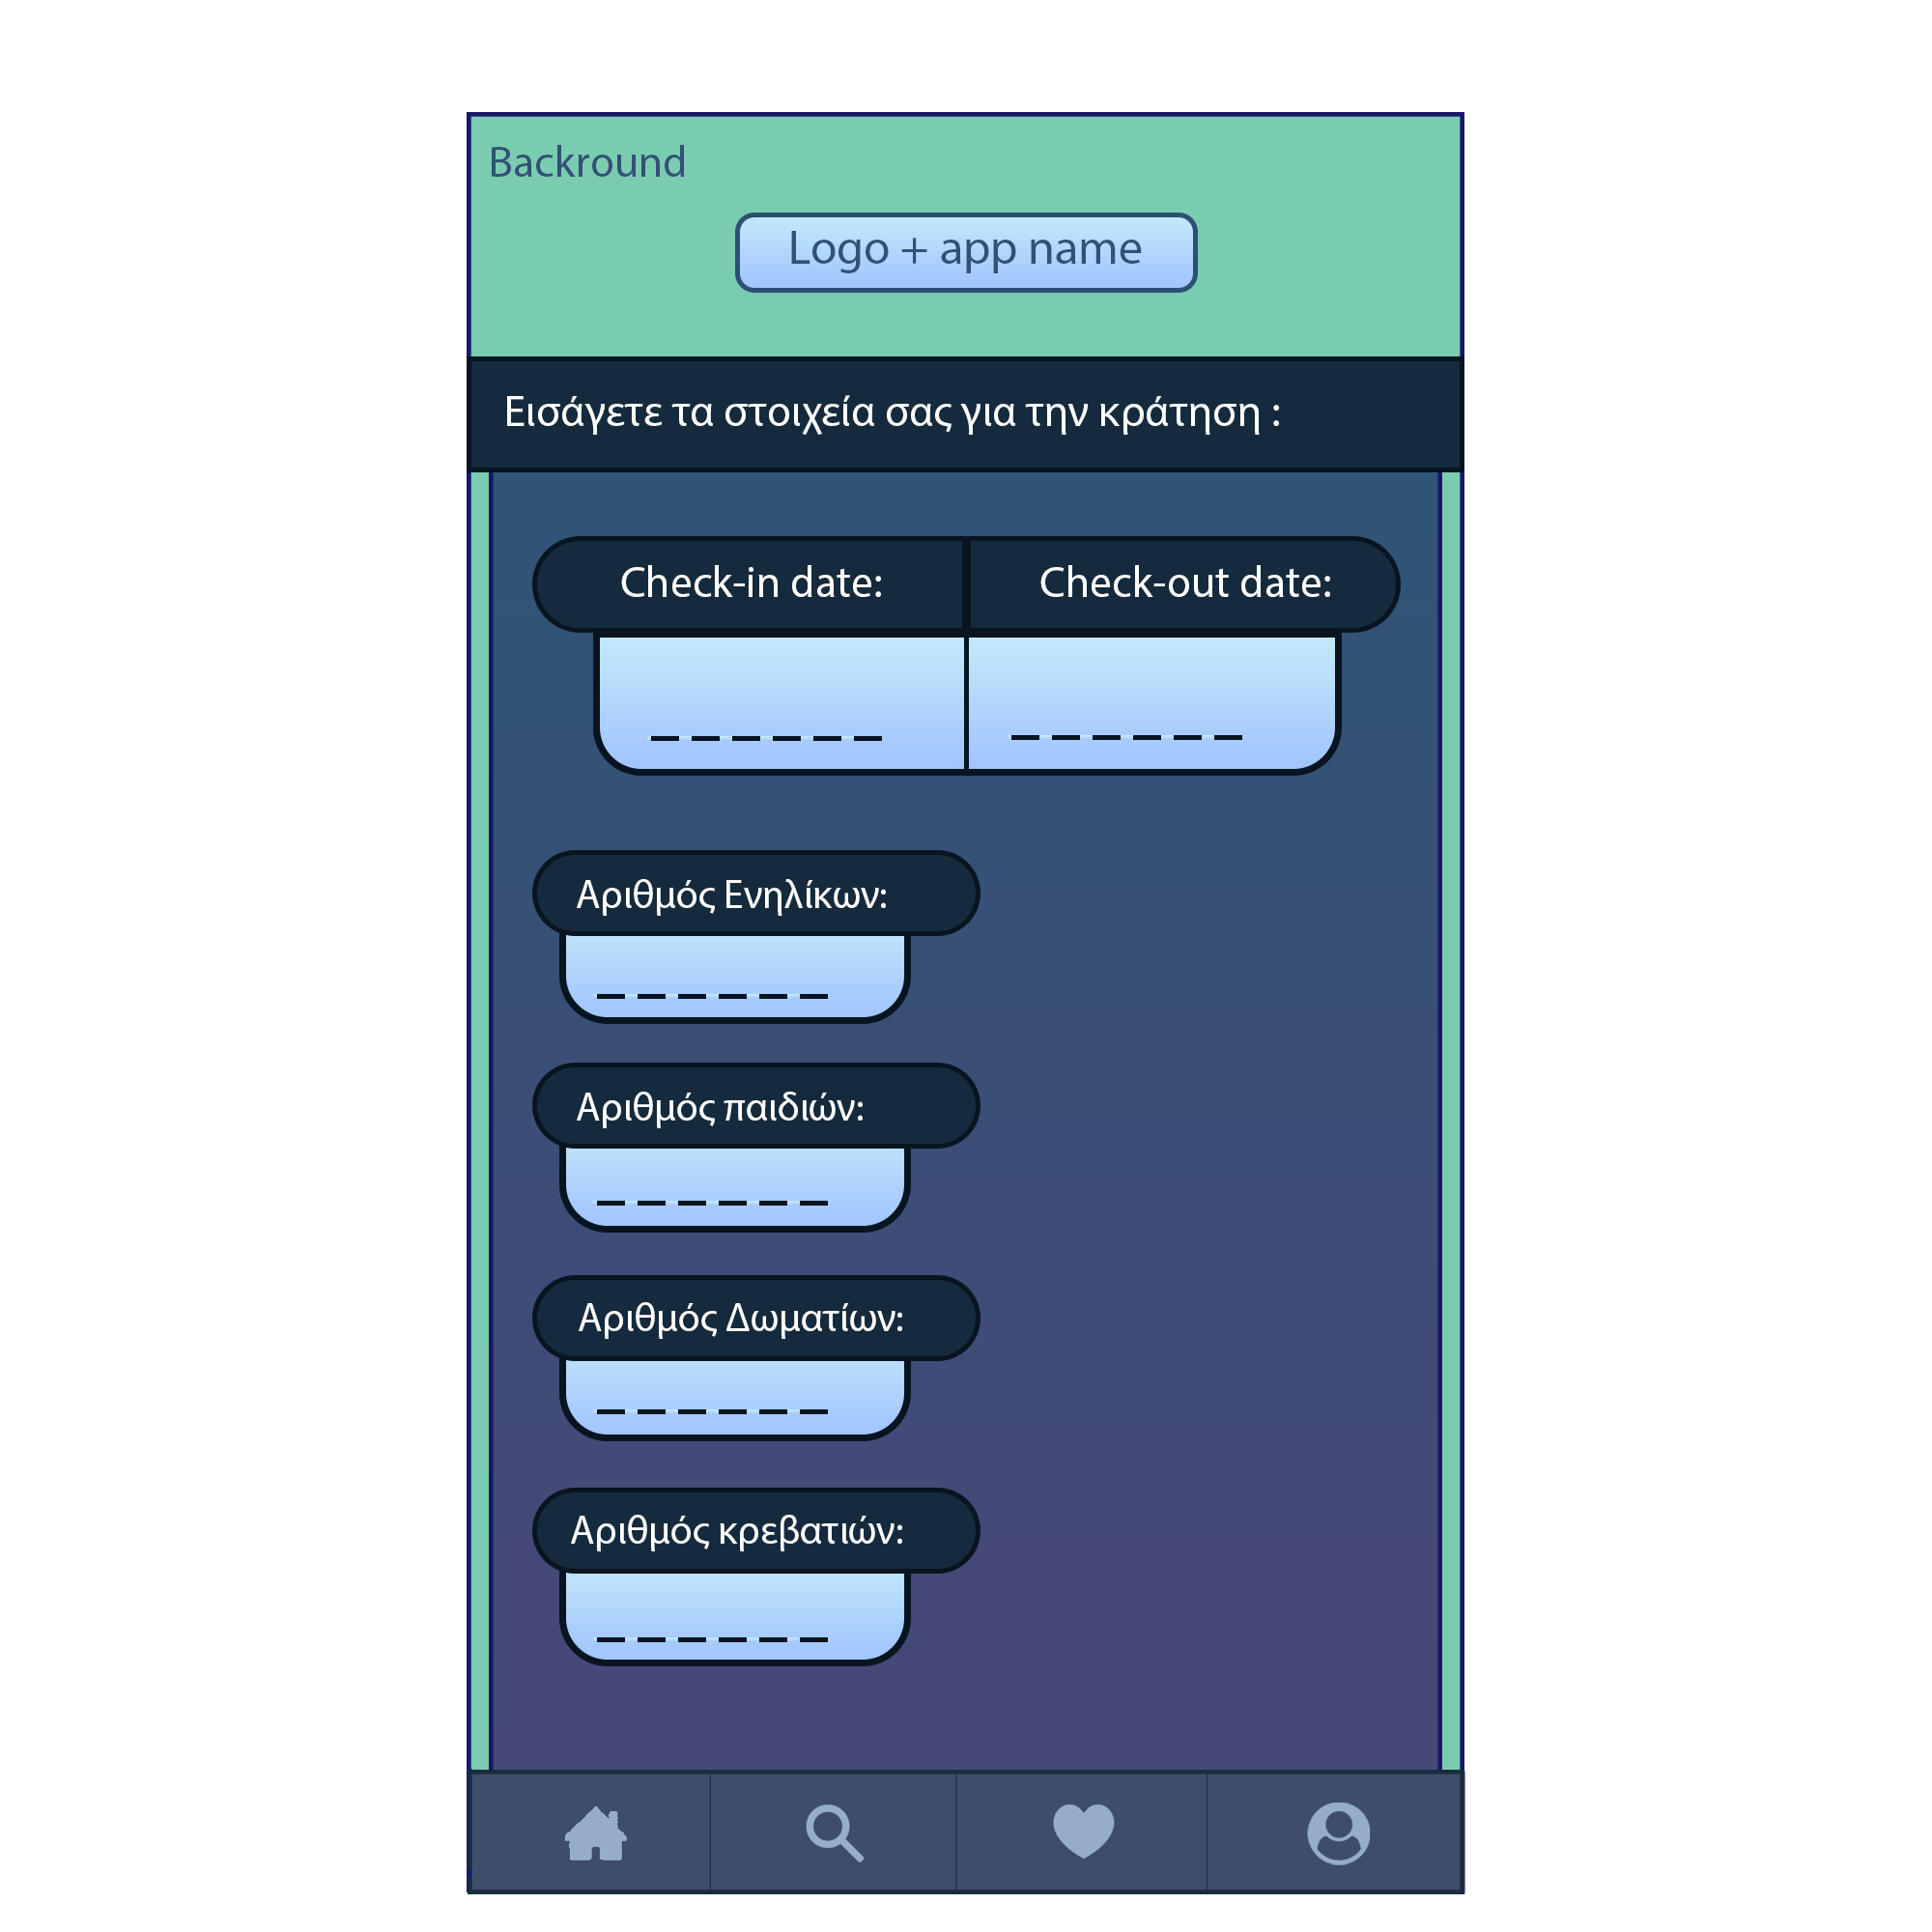 Backround
Logo + app name
Εισάγετε τα στοιχεία σας για την κράτηση :
Check-in date:
Check-out date:
Αριθμός Ενηλίκων:
Αριθμός παιδιών:
Αριθμός Δωματίων:
Αριθμός κρεβατιών: